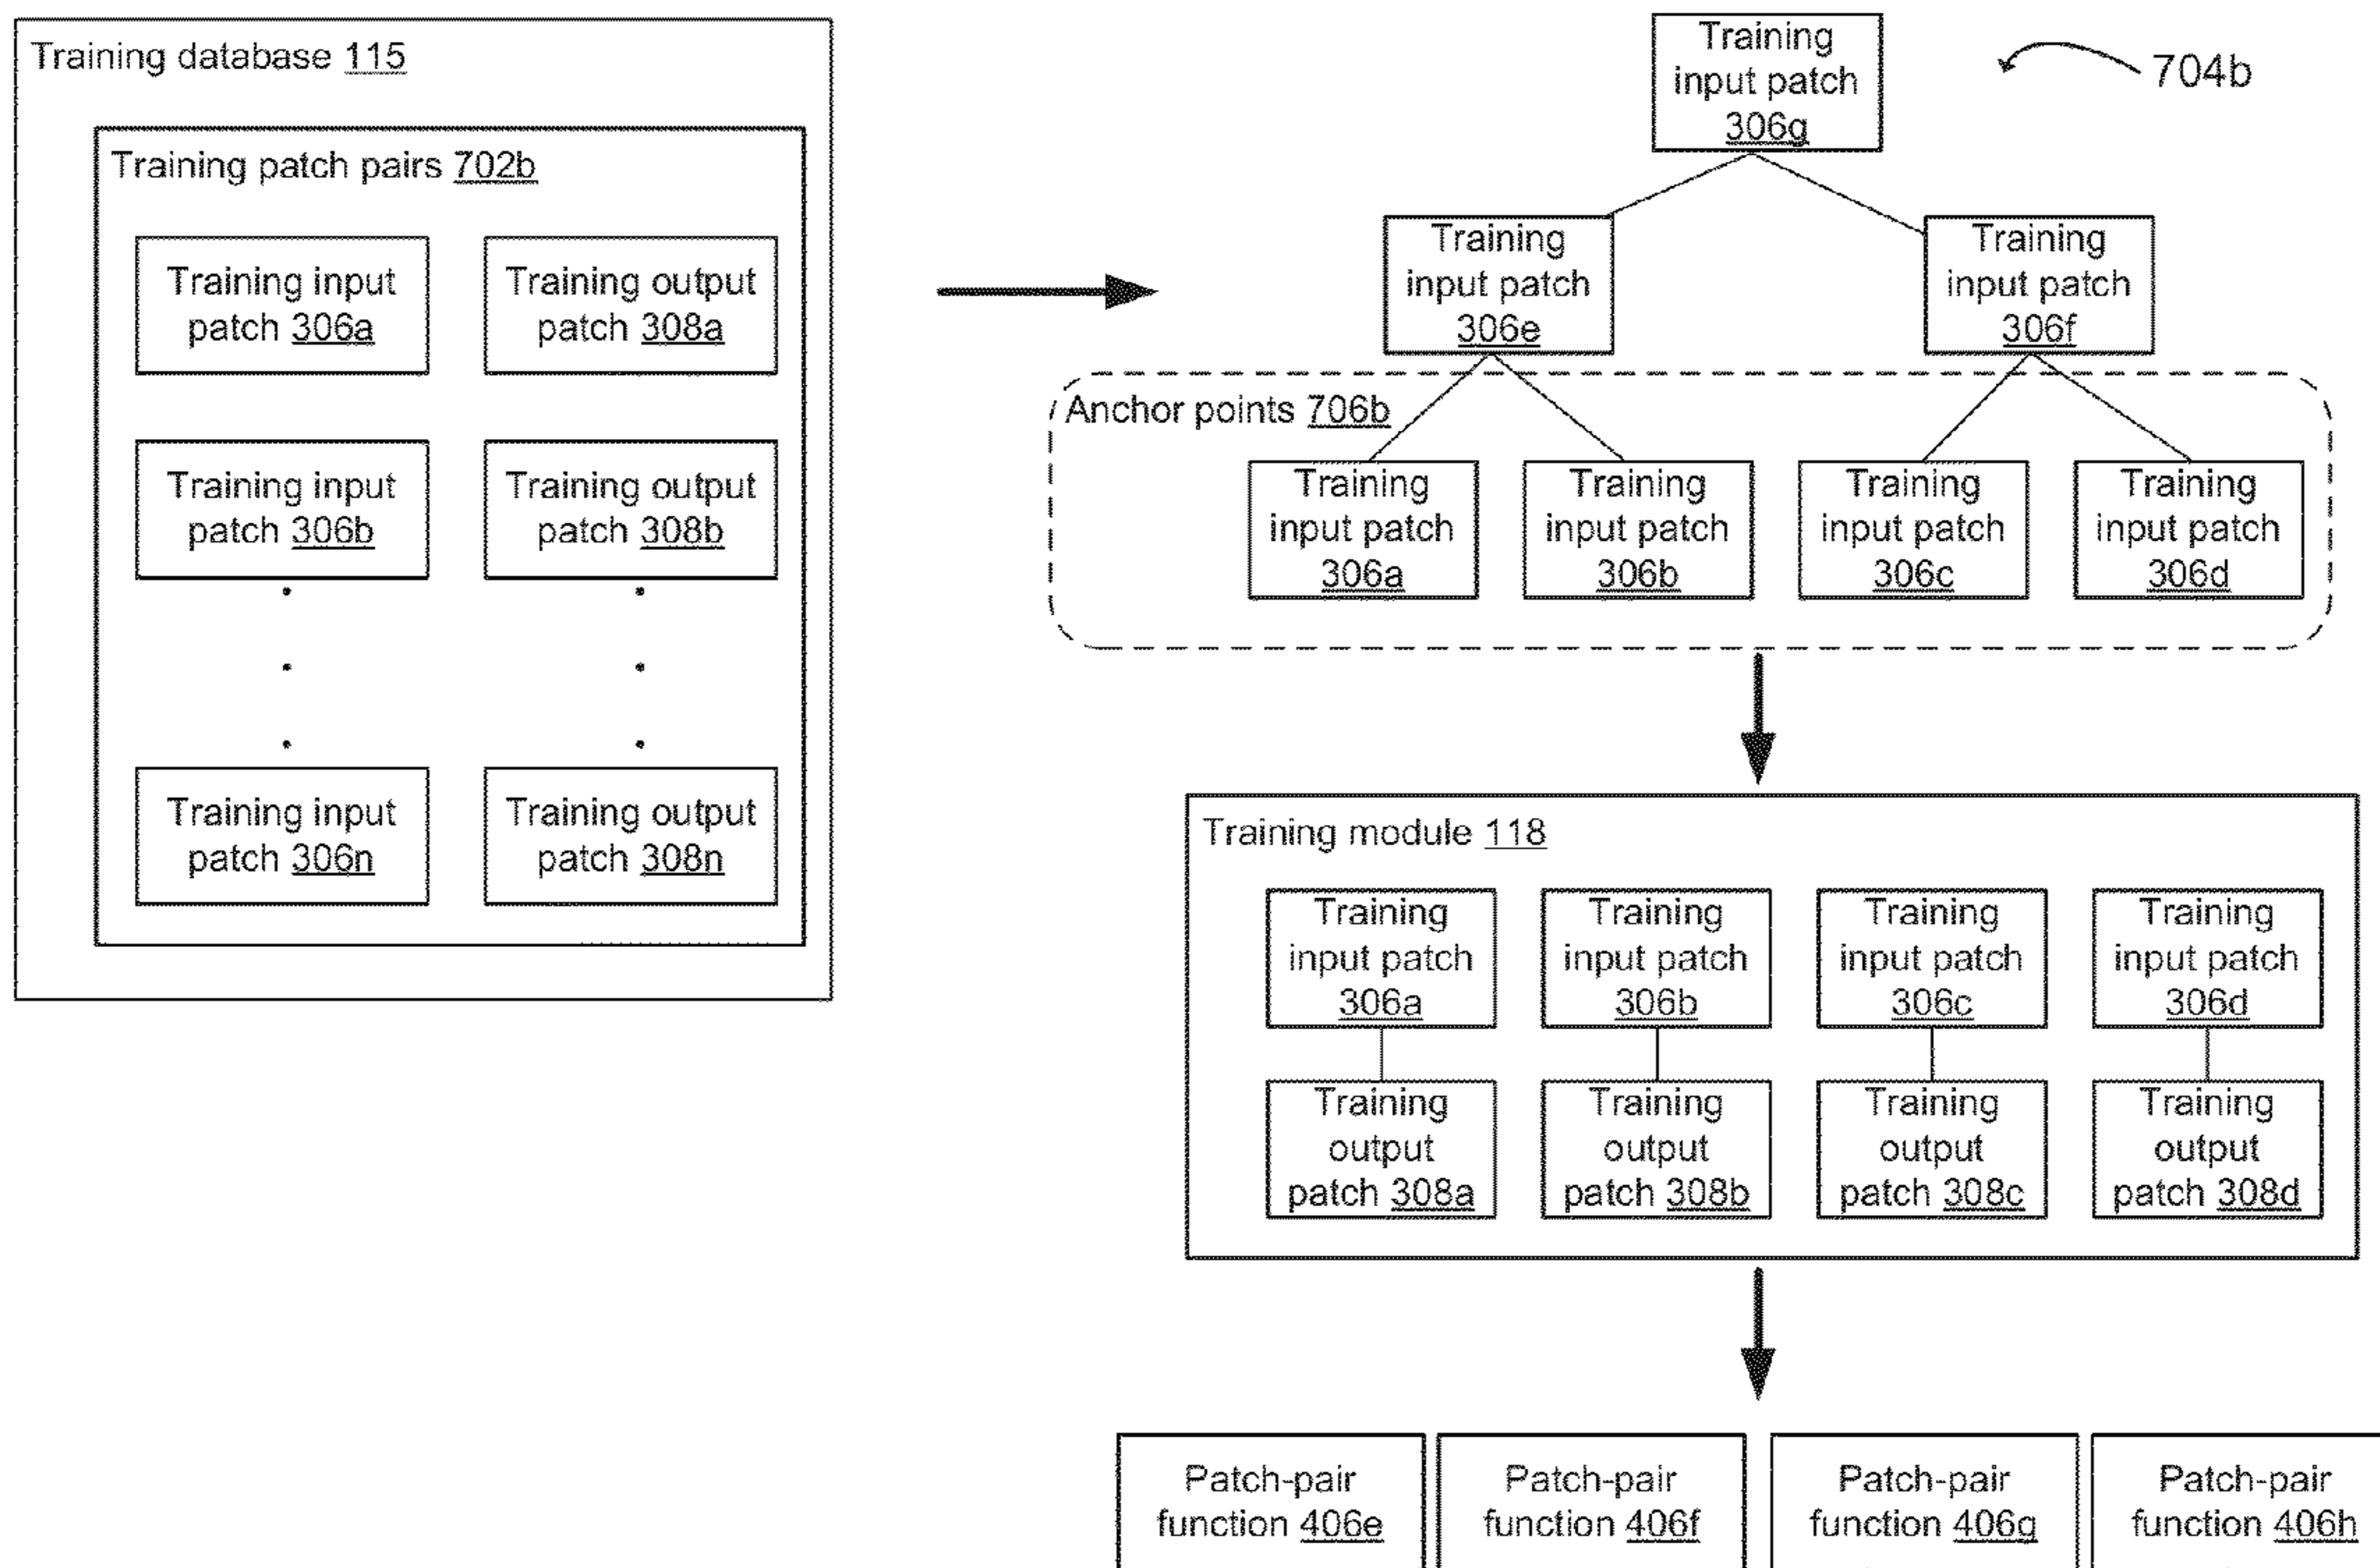 Training database 115
Training patch pairs 702b
Training input
patch 306a
Training output
patch 308a
Training input
patch 306b
Training output
patch 308b
Training input
patch 306n
Training output
patch 308n
Training
input patch
306g
704b
Training
input patch
306e
Training
input patch
306f
Anchor points 706b
Training
input patch
306a
Training
input patch
306b
Training
input patch
306c
Training
input patch
306d
Training module 118
Training
input patch
306a
Training
input patch
306b
Training
input patch
306c
Training
input patch
306d
Training
output
patch 308a
Training
output
patch 308b
Training
output
patch 308c
Training
output
patch 308d
Patch-pair
function 406e
Patch-pair
function 406f
Patch-pair
function 406g
Patch-pair
function 406h